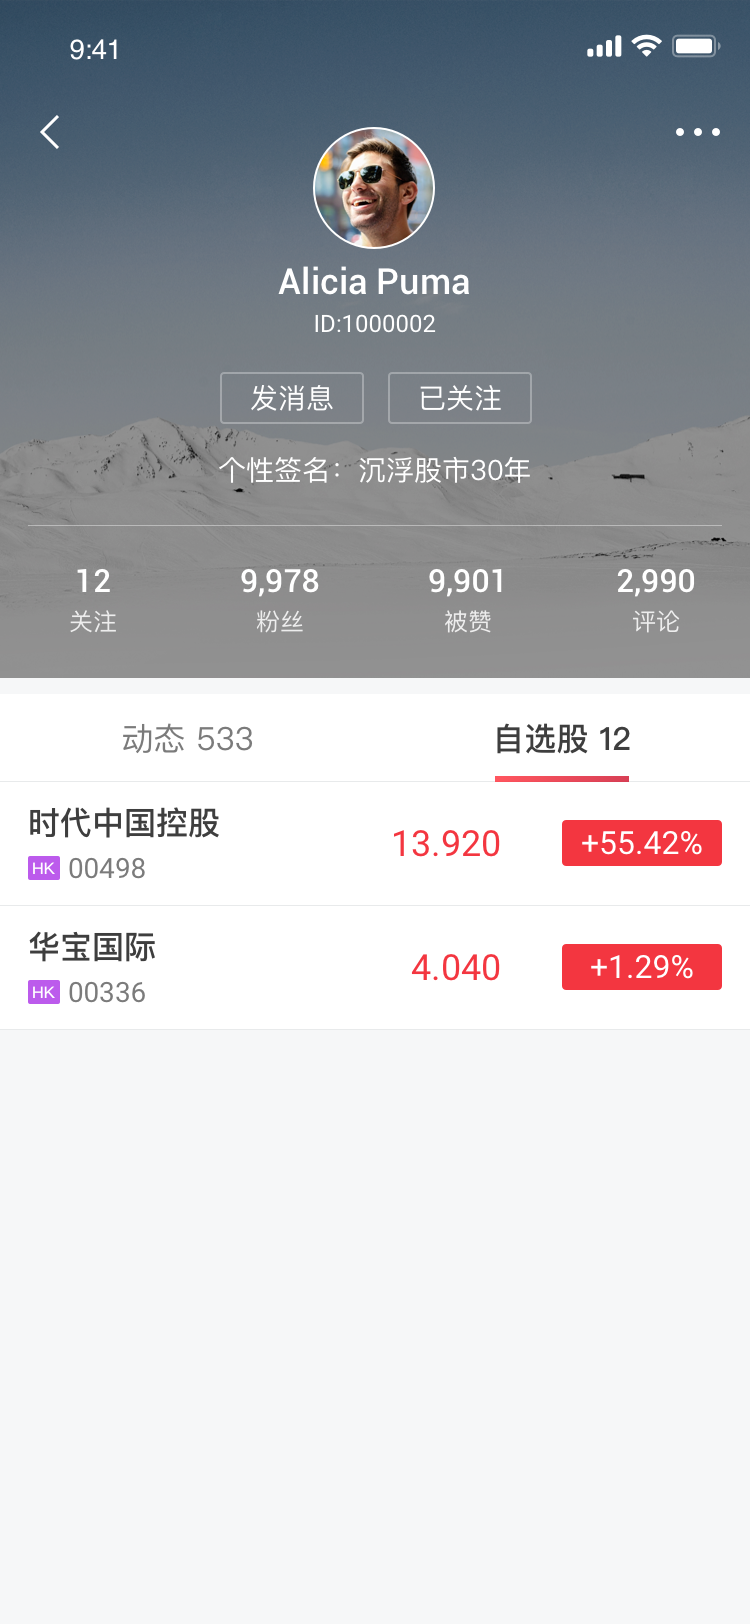 9:41
Alicia Puma
ID:1000002
发消息 已关注
个性签名：沉浮股市30年
12 9,978 9,901 2,990
关注 粉丝 被赞 评论
动态 533 自选股 12
时代中国控股
13.920 +55.42%
HK 00498
华宝国际
4.040 +1.29%
HK 00336